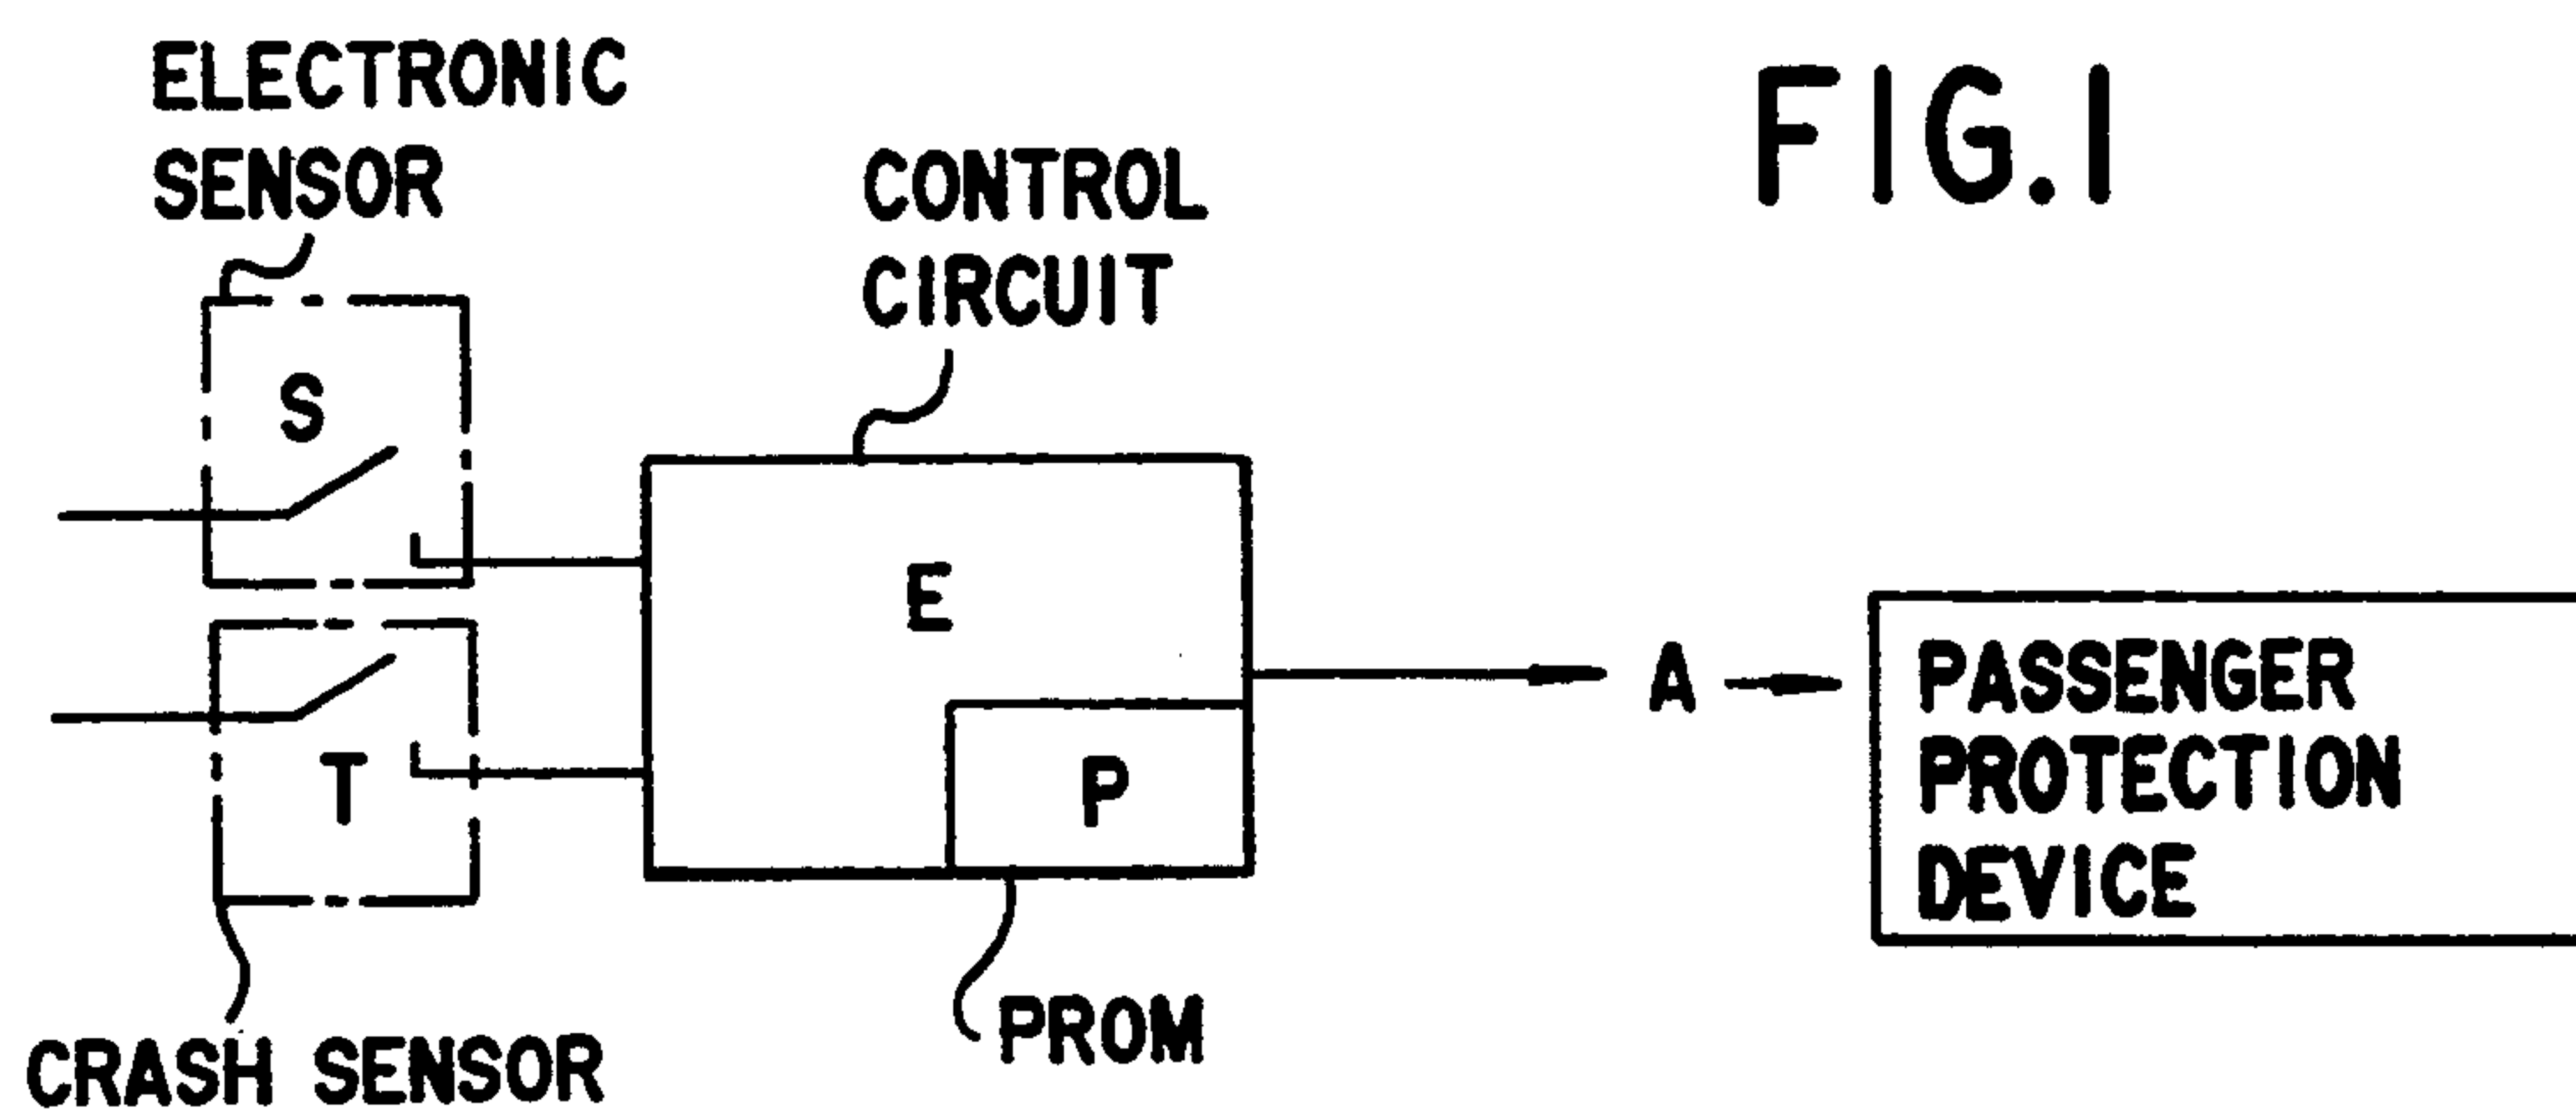 ELECTRONIC
SENSOR
CONTROL
CIRCUIT
FIG.1
S
E
T
P
A
PASSENGER
PROTECTION
DEVICE
PROM
CRASH SENSOR